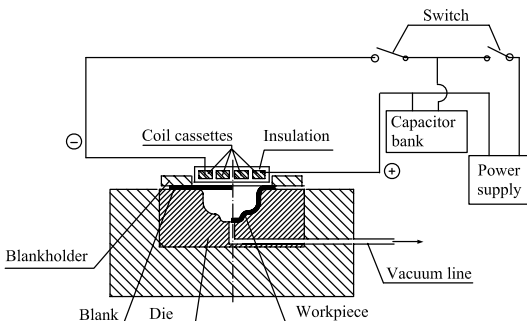 Switch
Coil cassettes
Insulation
Capacitor
bank
−
+
Power
supply
Blankholder
Vacuum line
Blank
Die
Workpiece